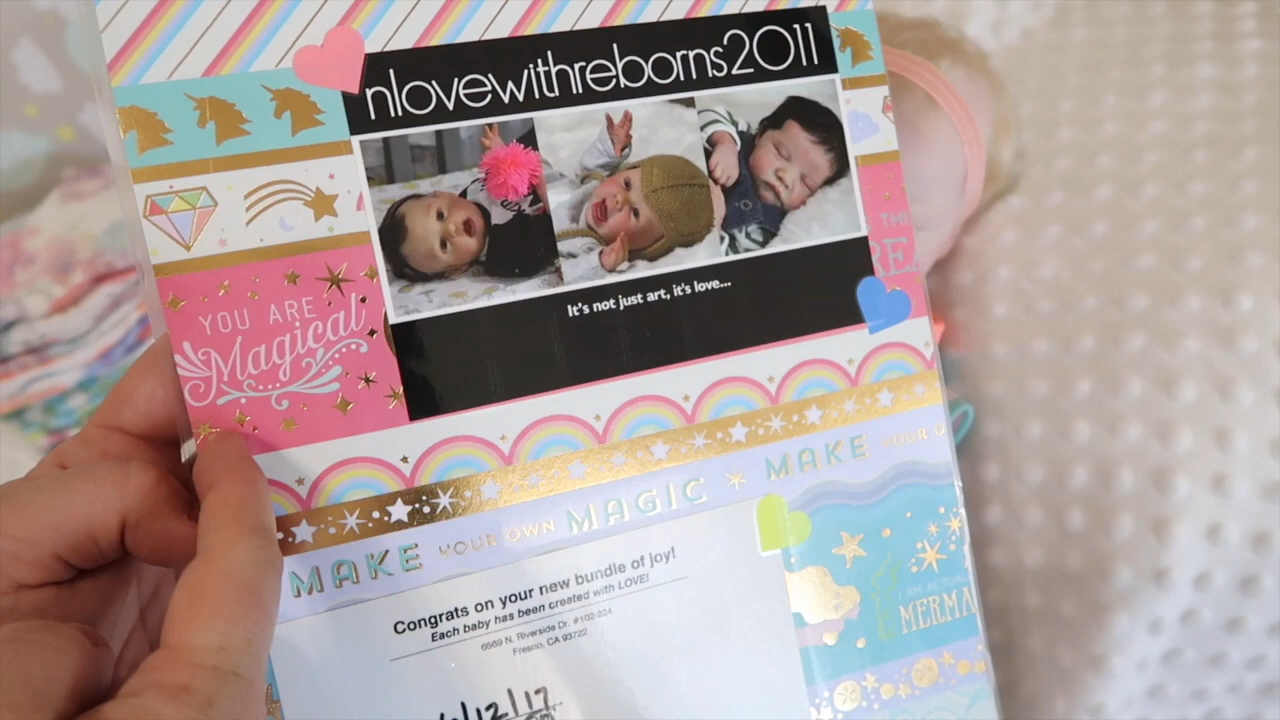 nlovewithreborns2011
It's not just art, it's love...
YOU ARE
Magical
MAKE YOUR OWN MAGIC MAKE YOUR O
Congrats on your new bundle of joy!
Each baby has been created with LOVE!
6569 N. Riverside Dr. #102-224
Fresno, CA 93722
I AM ACTUAL
MERMA
/12/17